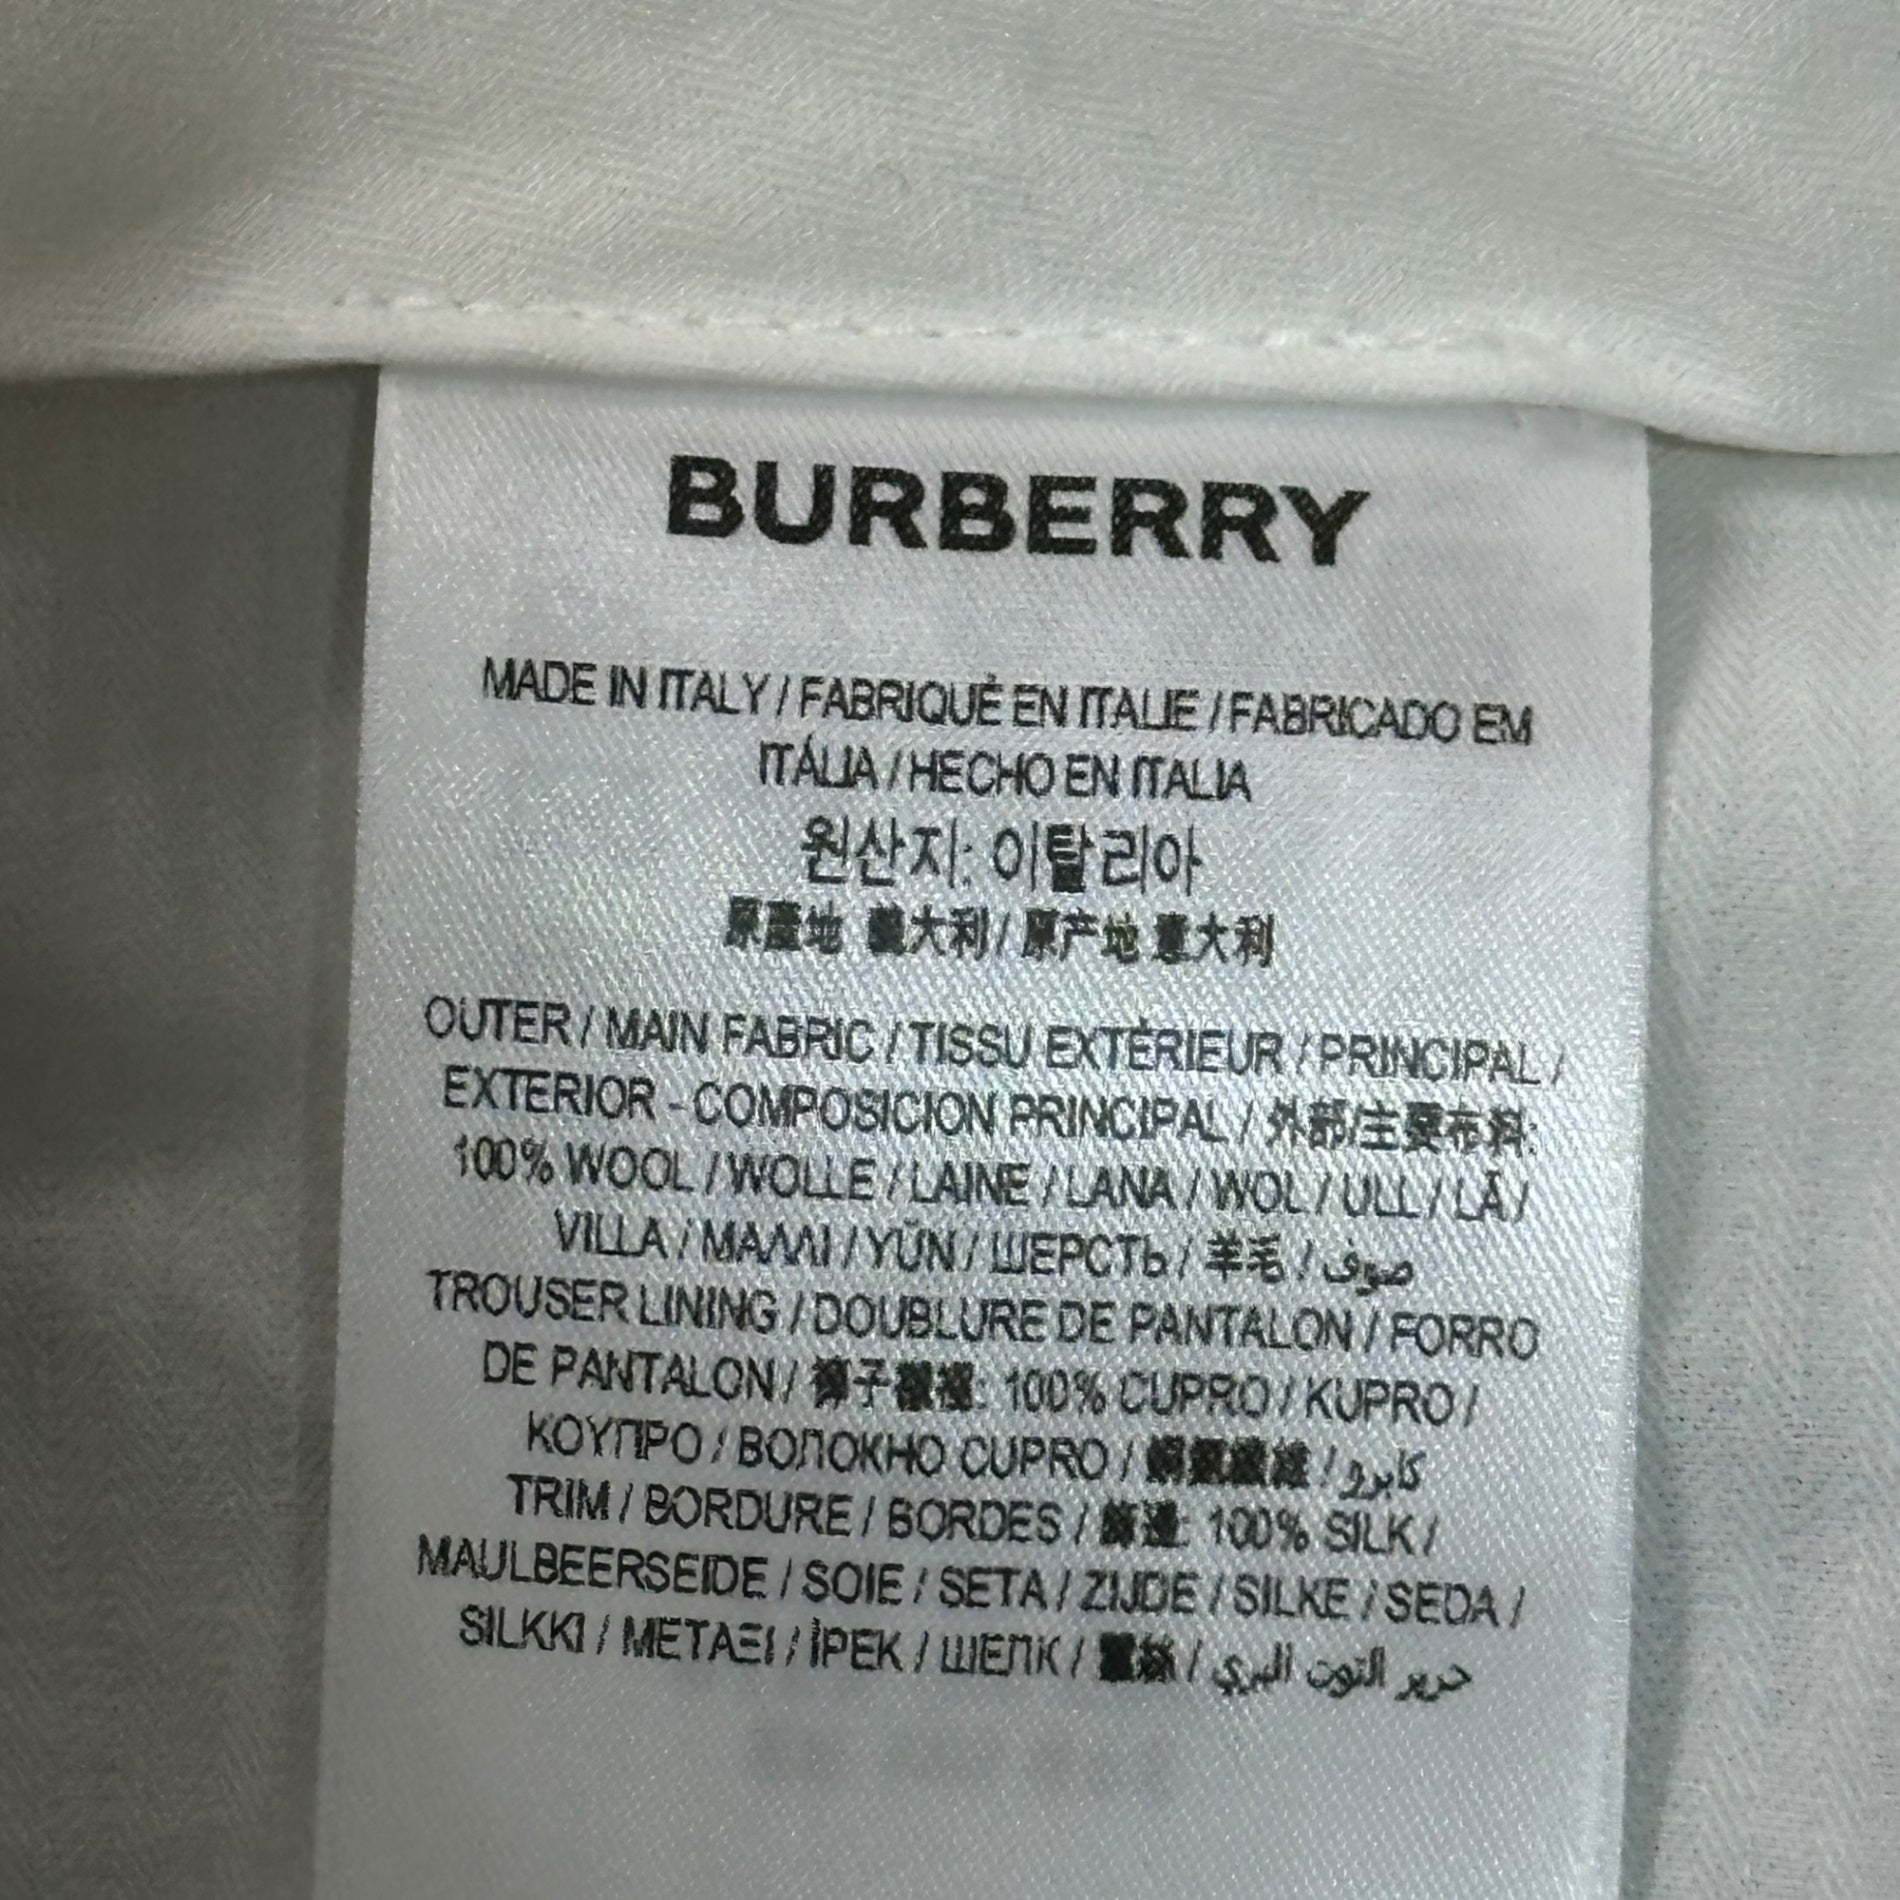 BURBERRY
MADE IN ITALY / FABRIQUÉ EN ITALIE / FABRICADO EM
ITÁLIA / HECHO EN ITALIA
원산지: 이탈리아
原產地 義大利 / 原产地 意大利
OUTER / MAIN FABRIC / TISSU EXTÉRIEUR / PRINCIPAL /
EXTERIOR - COMPOSICION PRINCIPAL / 外部/主要布料:
100% WOOL / WOLLE / LAINE / LANA / WOL / ULL / LÃ /
VILLA / ΜΑΛΛΙ / YÜN / ШЕРСТЬ / 羊毛 / صوف
TROUSER LINING / DOUBLURE DE PANTALON / FORRO
DE PANTALON / 褲子襯裡: 100% CUPRO / KUPRO /
ΚΟΥΠΡΟ / ВОЛОКНО CUPRO / كابرو
TRIM / BORDURE / BORDES / 飾邊: 100% SILK /
MAULBEERSEIDE / SOIE / SETA / ZIJDE / SILKE / SEDA /
SILKKI / ΜΕΤΑΞΙ / İPEK / ШЕЛК / حرير التوت البري